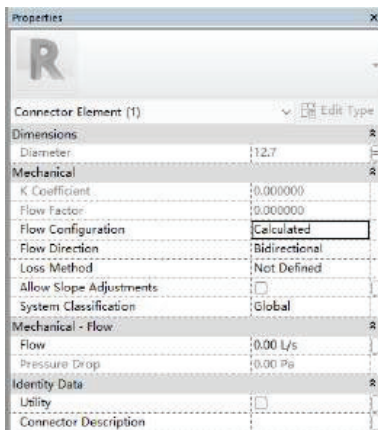 Properties
R
Connector Element (1) Edit Type
Dimensions
Diameter 12.7
Mechanical
K Coefficient 0.000000
Flow Factor 0.000000
Flow Configuration Calculated
Flow Direction Bidirectional
Loss Method Not Defined
Allow Slope Adjustments
System Classification Global
Mechanical - Flow
Flow 0.00 L/s
Pressure Drop 0.00 Pa
Identity Data
Utility
Connector Description